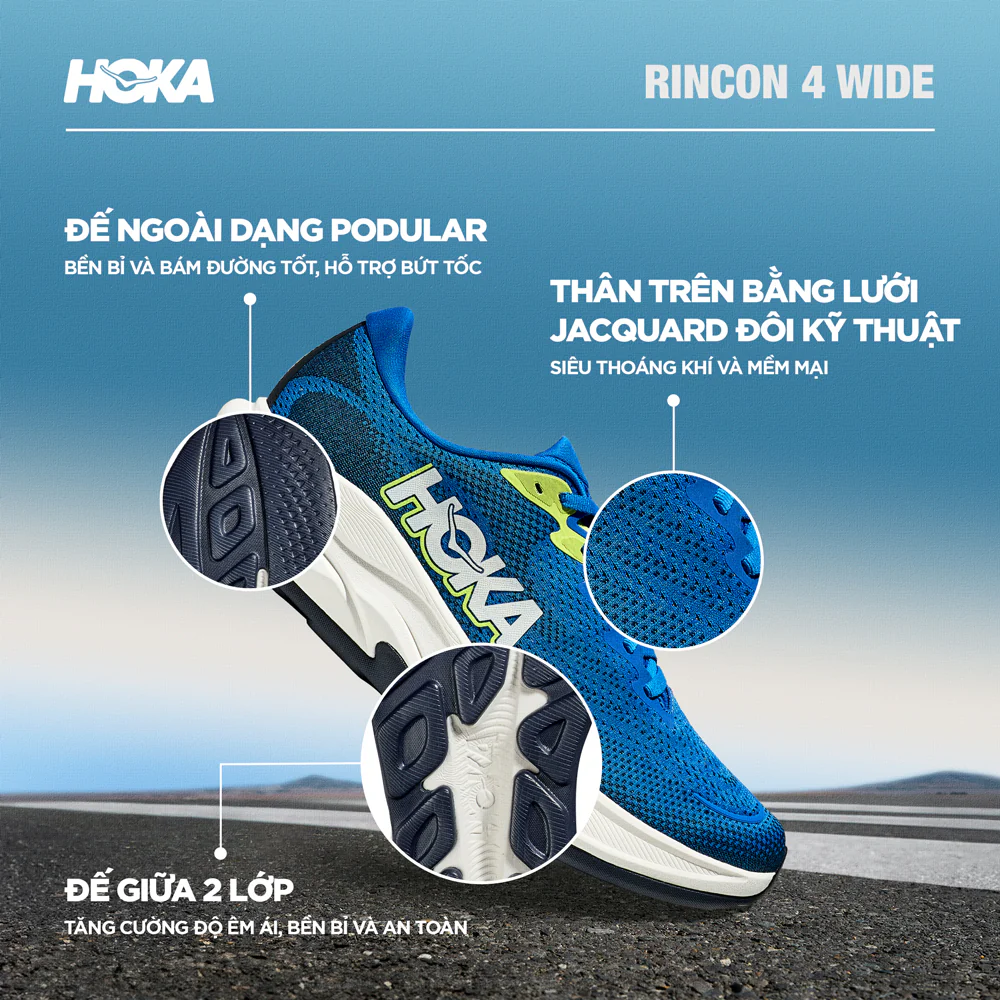 HOKA
RINCON 4 WIDE
ĐẾ NGOÀI DẠNG PODULAR
BỀN BỈ VÀ BÁM ĐƯỜNG TỐT, HỖ TRỢ BỨT TỐC
THÂN TRÊN BẰNG LƯỚI
JACQUARD ĐÔI KỸ THUẬT
SIÊU THOÁNG KHÍ VÀ MỀM MẠI
HOKA
HOKA
ĐẾ GIỮA 2 LỚP
TĂNG CƯỜNG ĐỘ ÊM ÁI, BỀN BỈ VÀ AN TOÀN